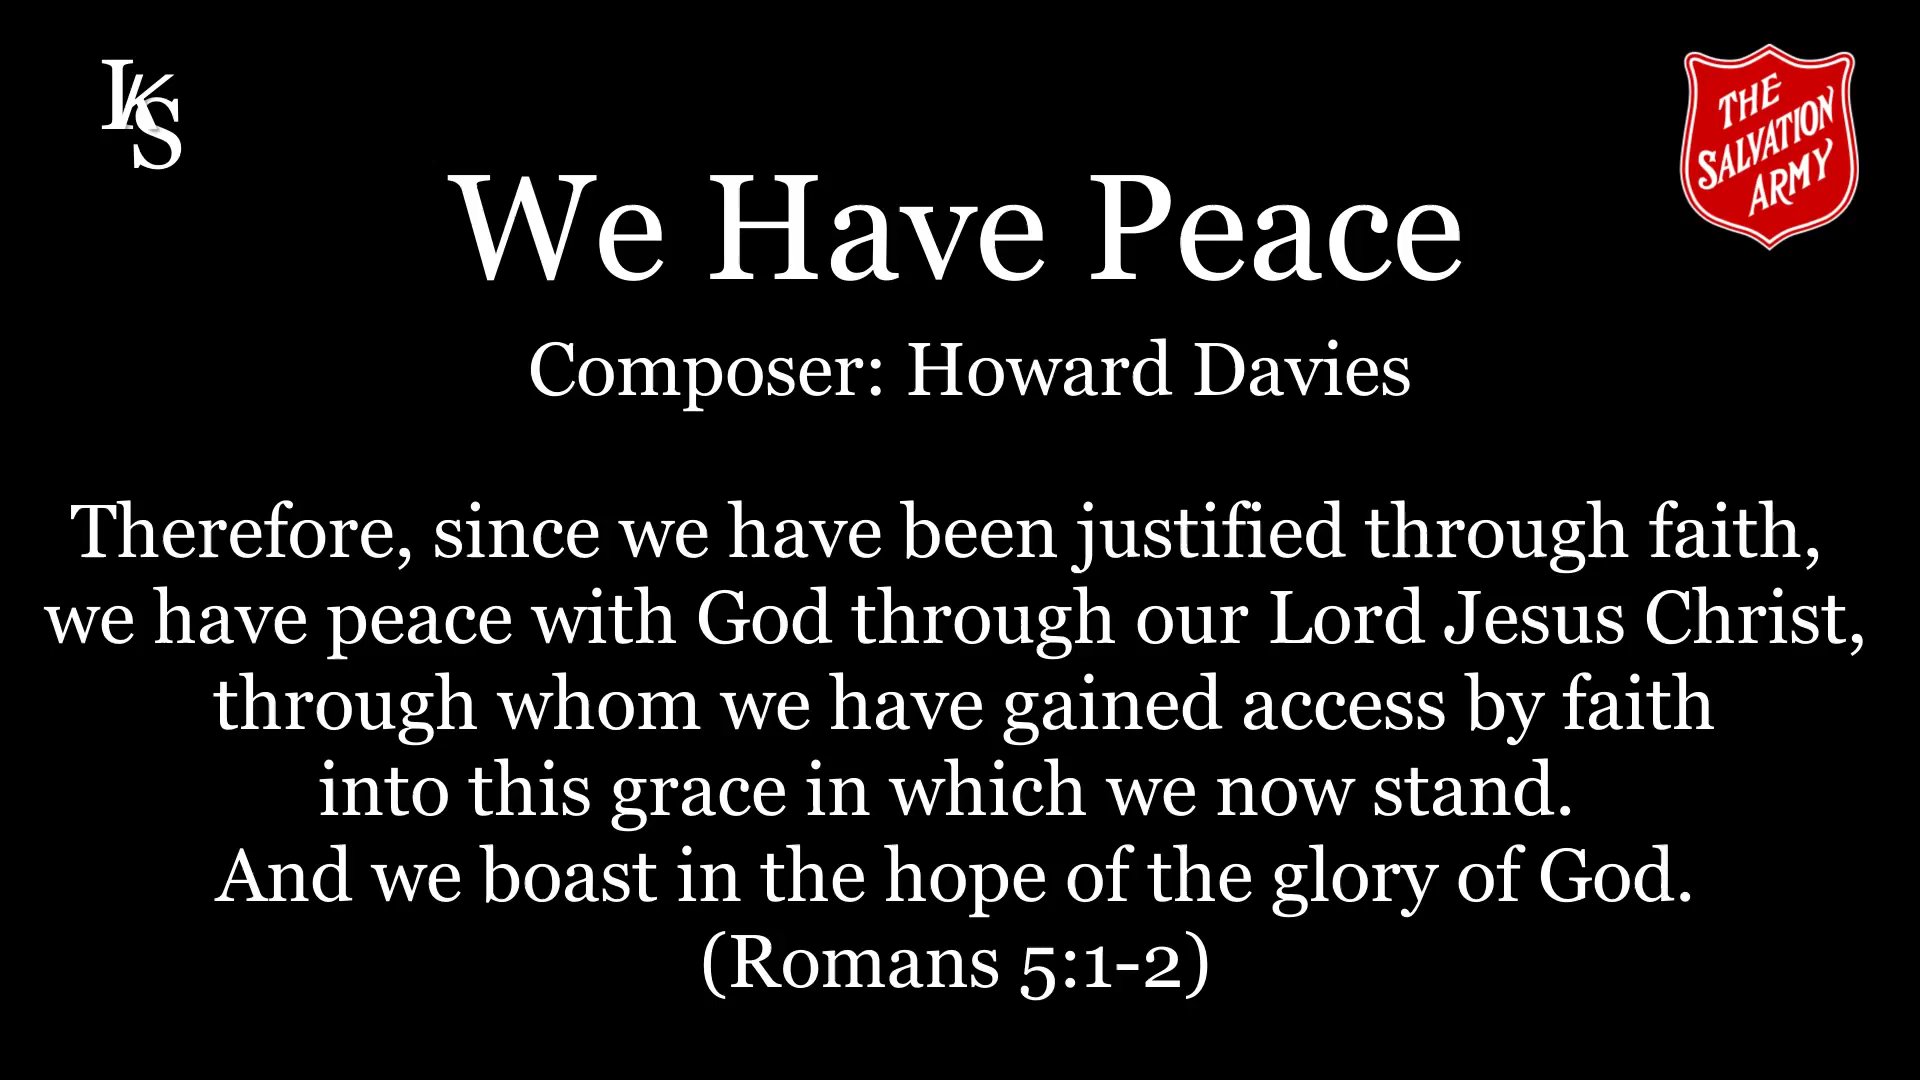 IKS
THE
SALVATION
ARMY
We Have Peace
Composer: Howard Davies
Therefore, since we have been justified through faith,
we have peace with God through our Lord Jesus Christ,
through whom we have gained access by faith
into this grace in which we now stand.
And we boast in the hope of the glory of God.
(Romans 5:1-2)